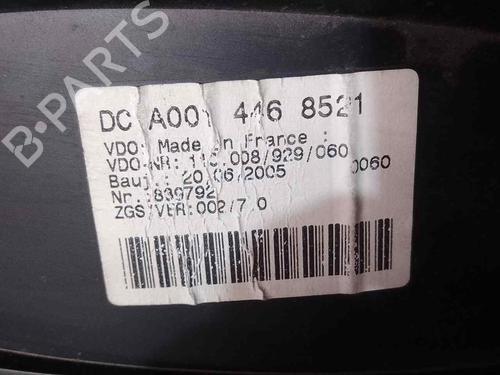 B-PARTS
DC A001 446 8521
VDO: Made in France :
VDO-NR: 110.008/929/060
Bauj.: 20.06/2005 0060
Nr.:839792
ZGS/VER:002/7.0